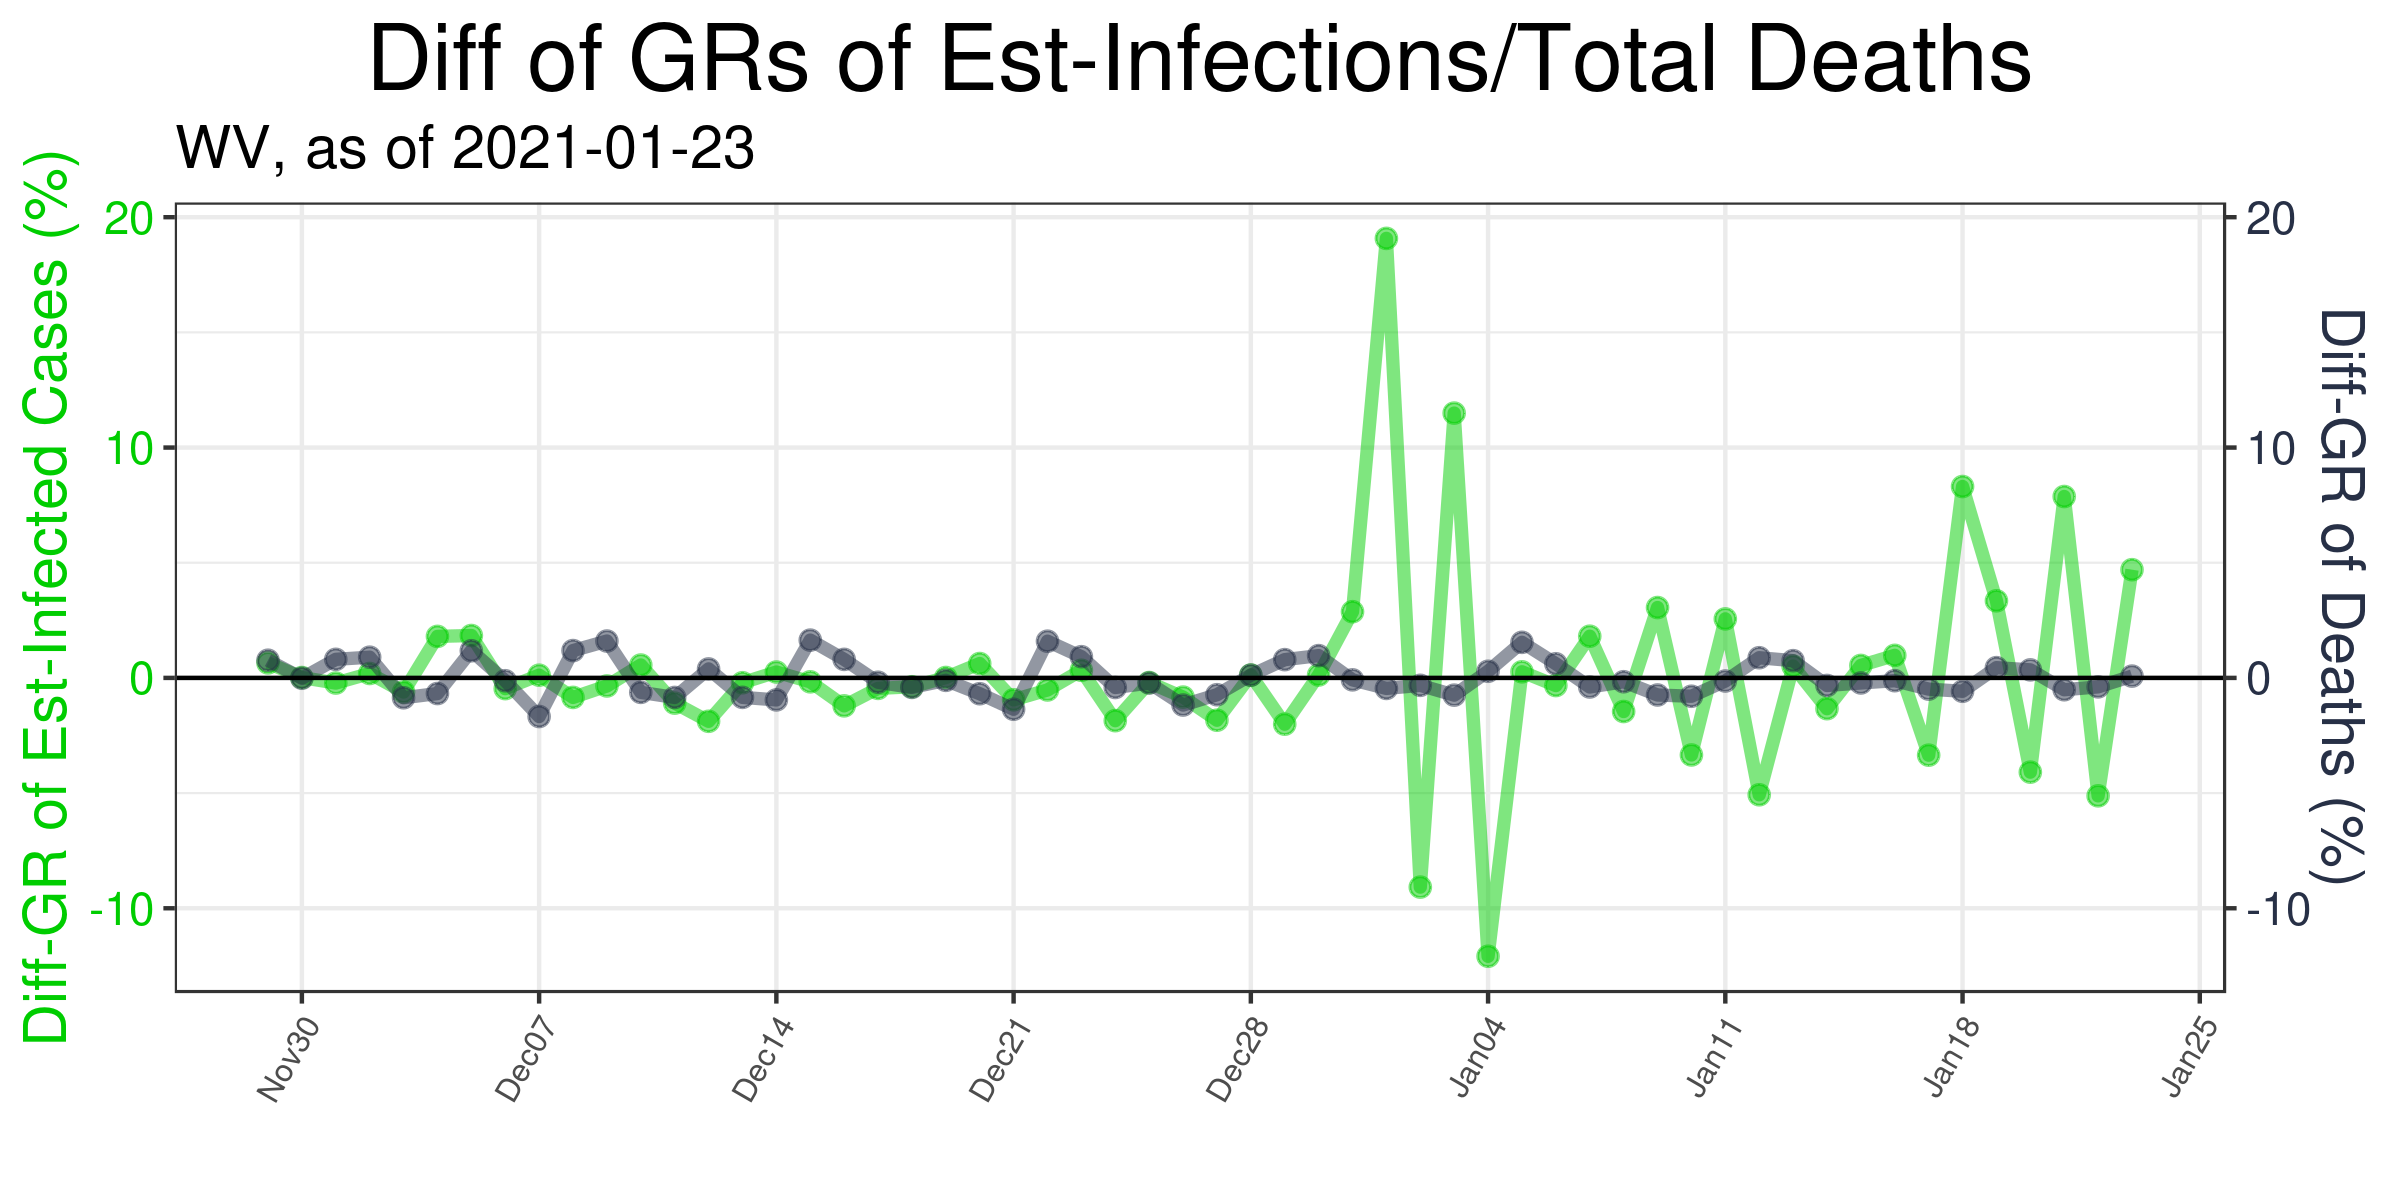 Diff of GRs of Est-Infections/Total Deaths
WV, as of 2021-01-23
Diff-GR of Est-Infected Cases (%)
20
10
0
-10
20
10
0
-10
Diff-GR of Deaths (%)
Nov30
Dec07
Dec14
Dec21
Dec28
Jan04
Jan11
Jan18
Jan25